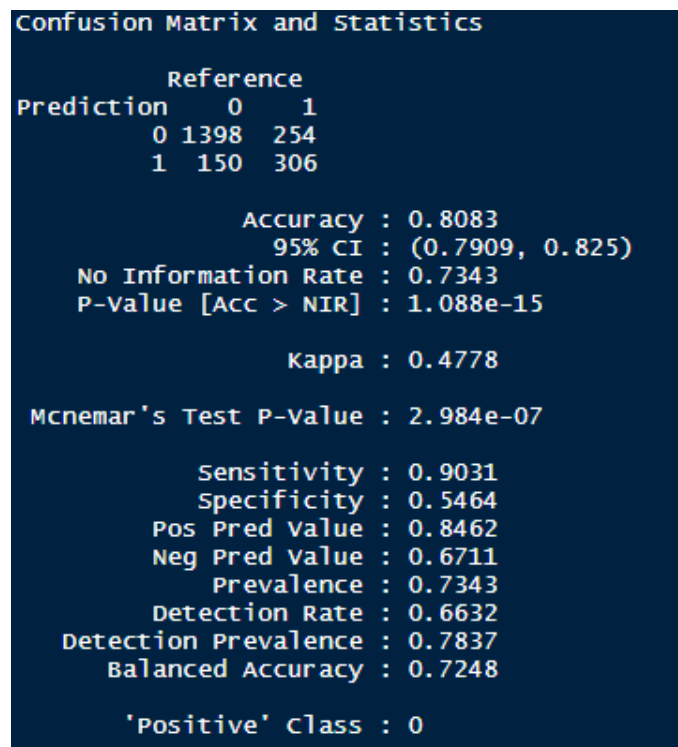 Confusion Matrix and Statistics
Reference
Prediction 0 1
0 1398 254
1 150 306
Accuracy : 0.8083
95% CI : (0.7909, 0.825)
No Information Rate : 0.7343
P-Value [Acc > NIR] : 1.088e-15
Kappa : 0.4778
Mcnemar's Test P-Value : 2.984e-07
Sensitivity : 0.9031
Specificity : 0.5464
Pos Pred Value : 0.8462
Neg Pred Value : 0.6711
Prevalence : 0.7343
Detection Rate : 0.6632
Detection Prevalence : 0.7837
Balanced Accuracy : 0.7248
'Positive' Class : 0